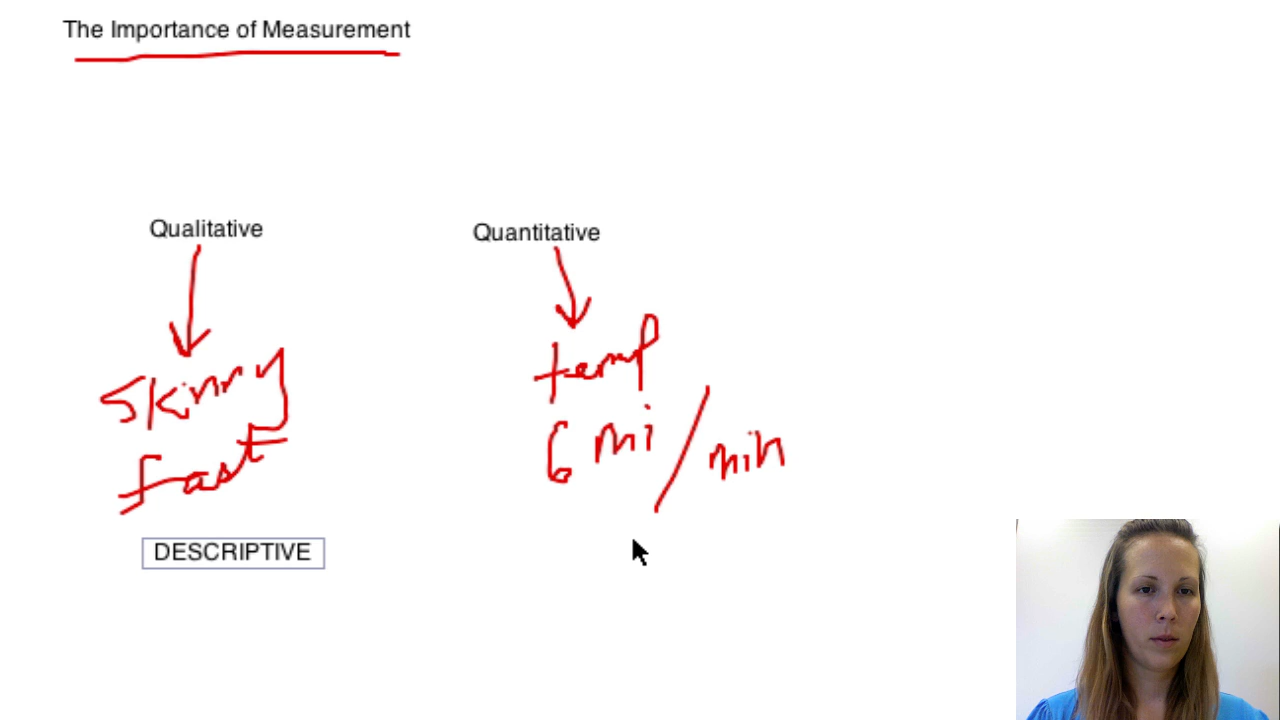 The Importance of Measurement
Qualitative
Skinny
fast
DESCRIPTIVE
Quantitative
temp
6 mi/min